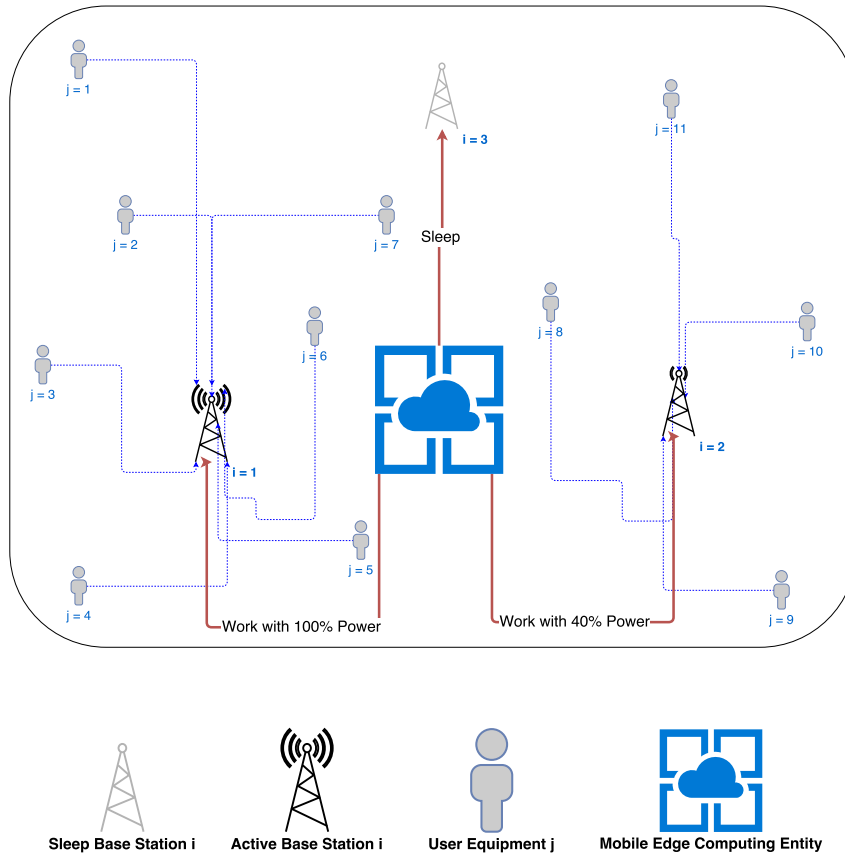 j = 1
i = 3
j = 11
j = 2
Sleep
j = 7
j = 8
j = 6
j = 10
j = 3
i = 1
i = 2
j = 5
j = 4
Work with 100% Power
Work with 40% Power
j = 9
Sleep Base Station i
Active Base Station i
User Equipment j
Mobile Edge Computing Entity